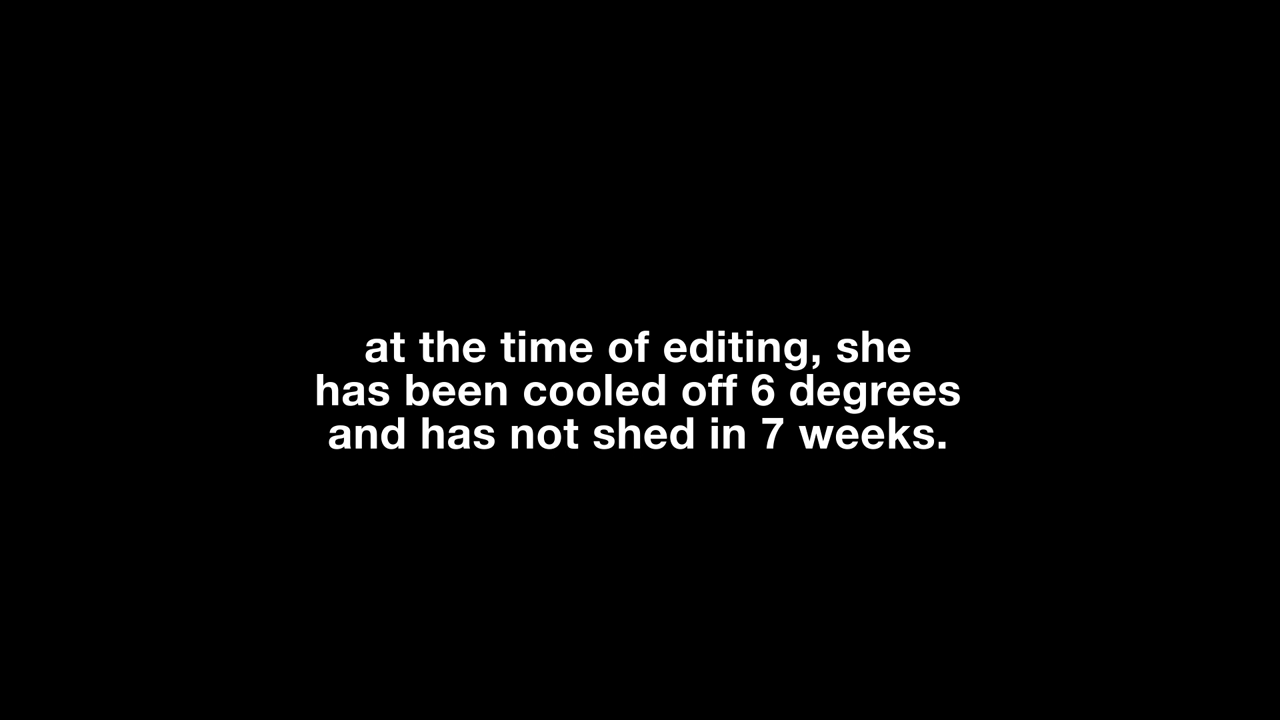 at the time of editing, she
has been cooled off 6 degrees
and has not shed in 7 weeks.